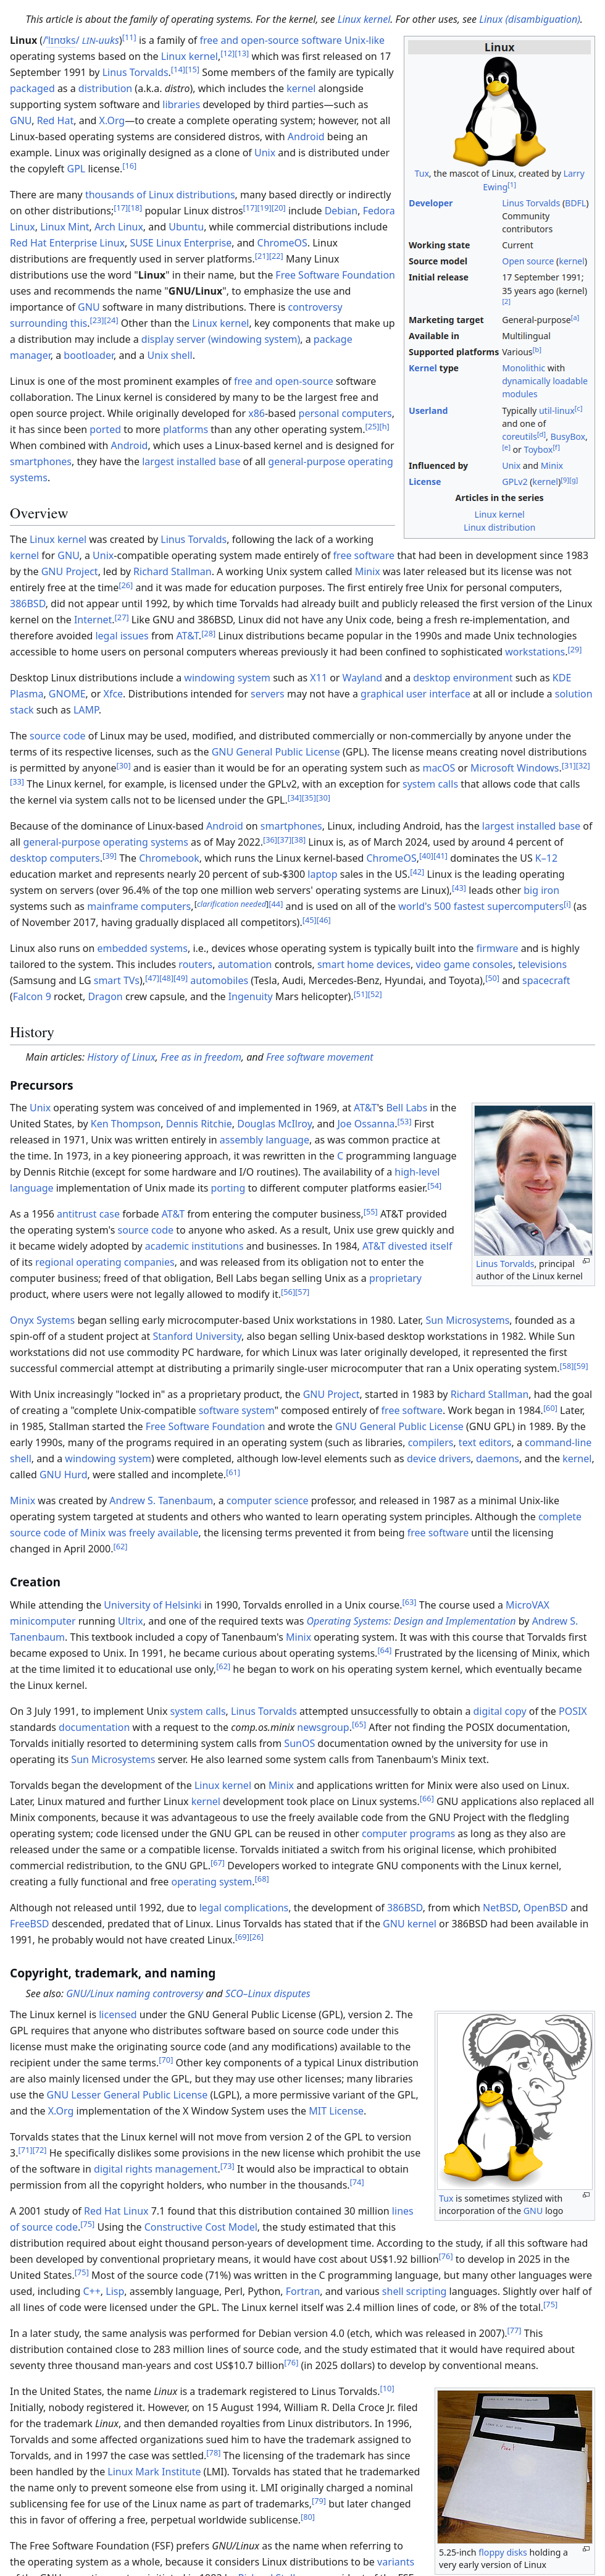 This article is about the family of operating systems. For the kernel, see Linux kernel. For other uses, see Linux (disambiguation).
Linux (/ˈlɪnʊks/ LIN-uuks)[11] is a family of free and open-source software Unix-like
operating systems based on the Linux kernel,[12][13] which was first released on 17
September 1991 by Linus Torvalds.[14][15] Some members of the family are typically
packaged as a distribution (a.k.a. distro), which includes the kernel alongside
supporting system software and libraries developed by third parties—such as
GNU, Red Hat, and X.Org—to create a complete operating system; however, not all
Linux-based operating systems are considered distros, with Android being an
example. Linux was originally designed as a clone of Unix and is distributed under
the copyleft GPL license.[16]
There are many thousands of Linux distributions, many based directly or indirectly
on other distributions;[17][18] popular Linux distros[17][19][20] include Debian, Fedora
Linux, Linux Mint, Arch Linux, and Ubuntu, while commercial distributions include
Red Hat Enterprise Linux, SUSE Linux Enterprise, and ChromeOS. Linux
distributions are frequently used in server platforms.[21][22] Many Linux
distributions use the word "Linux" in their name, but the Free Software Foundation
uses and recommends the name "GNU/Linux", to emphasize the use and
importance of GNU software in many distributions. There is controversy
surrounding this.[23][24] Other than the Linux kernel, key components that make up
a distribution may include a display server (windowing system), a package
manager, a bootloader, and a Unix shell.
Linux is one of the most prominent examples of free and open-source software
collaboration. The Linux kernel is considered by many to be the largest free and
open source project. While originally developed for x86-based personal computers,
it has since been ported to more platforms than any other operating system.[25][h]
When combined with Android, which uses a Linux-based kernel and is designed for
smartphones, they have the largest installed base of all general-purpose operating
systems.
Linux
Tux, the mascot of Linux, created by Larry
Ewing[1]
Developer Linus Torvalds (BDFL)
Community
contributors
Working state Current
Source model Open source (kernel)
Initial release 17 September 1991;
35 years ago (kernel)
[2]
Marketing target General-purpose[a]
Available in Multilingual
Supported platforms Various[b]
Kernel type Monolithic with
dynamically loadable
modules
Userland Typically util-linux[c]
and one of
coreutils[d], BusyBox,
[e] or Toybox[f]
Influenced by Unix and Minix
License GPLv2 (kernel)[9][g]
Articles in the series
Linux kernel
Linux distribution
Overview
The Linux kernel was created by Linus Torvalds, following the lack of a working
kernel for GNU, a Unix-compatible operating system made entirely of free software that had been in development since 1983
by the GNU Project, led by Richard Stallman. A working Unix system called Minix was later released but its license was not
entirely free at the time[26] and it was made for education purposes. The first entirely free Unix for personal computers,
386BSD, did not appear until 1992, by which time Torvalds had already built and publicly released the first version of the Linux
kernel on the Internet.[27] Like GNU and 386BSD, Linux did not have any Unix code, being a fresh re-implementation, and
therefore avoided legal issues from AT&T.[28] Linux distributions became popular in the 1990s and made Unix technologies
accessible to home users on personal computers whereas previously it had been confined to sophisticated workstations.[29]
Desktop Linux distributions include a windowing system such as X11 or Wayland and a desktop environment such as KDE
Plasma, GNOME, or Xfce. Distributions intended for servers may not have a graphical user interface at all or include a solution
stack such as LAMP.
The source code of Linux may be used, modified, and distributed commercially or non-commercially by anyone under the
terms of its respective licenses, such as the GNU General Public License (GPL). The license means creating novel distributions
is permitted by anyone[30] and is easier than it would be for an operating system such as macOS or Microsoft Windows.[31][32]
[33] The Linux kernel, for example, is licensed under the GPLv2, with an exception for system calls that allows code that calls
the kernel via system calls not to be licensed under the GPL.[34][35][30]
Because of the dominance of Linux-based Android on smartphones, Linux, including Android, has the largest installed base of
all general-purpose operating systems as of May 2022.[36][37][38] Linux is, as of March 2024, used by around 4 percent of
desktop computers.[39] The Chromebook, which runs the Linux kernel-based ChromeOS,[40][41] dominates the US K–12
education market and represents nearly 20 percent of sub-$300 laptop sales in the US.[42] Linux is the leading operating
system on servers (over 96.4% of the top one million web servers' operating systems are Linux),[43] leads other big iron
systems such as mainframe computers,[clarification needed][44] and is used on all of the world's 500 fastest supercomputers[i] (as
of November 2017, having gradually displaced all competitors).[45][46]
Linux also runs on embedded systems, i.e., devices whose operating system is typically built into the firmware and is highly
tailored to the system. This includes routers, automation controls, smart home devices, video game consoles, televisions
(Samsung and LG smart TVs),[47][48][49] automobiles (Tesla, Audi, Mercedes-Benz, Hyundai, and Toyota),[50] and spacecraft
(Falcon 9 rocket, Dragon crew capsule, and the Ingenuity Mars helicopter).[51][52]
History
Main articles: History of Linux, Free as in freedom, and Free software movement
Precursors
The Unix operating system was conceived of and implemented in 1969, at AT&T's Bell Labs in the
United States, by Ken Thompson, Dennis Ritchie, Douglas McIlroy, and Joe Ossanna.[53] First
released in 1971, Unix was written entirely in assembly language, as was common practice at
the time. In 1973, in a key pioneering approach, it was rewritten in the C programming language
by Dennis Ritchie (except for some hardware and I/O routines). The availability of a high-level
language implementation of Unix made its porting to different computer platforms easier.[54]
As a 1956 antitrust case forbade AT&T from entering the computer business,[55] AT&T provided
the operating system's source code to anyone who asked. As a result, Unix use grew quickly and
it became widely adopted by academic institutions and businesses. In 1984, AT&T divested itself
of its regional operating companies, and was released from its obligation not to enter the
computer business; freed of that obligation, Bell Labs began selling Unix as a proprietary
product, where users were not legally allowed to modify it.[56][57]
Linus Torvalds, principal
author of the Linux kernel
Onyx Systems began selling early microcomputer-based Unix workstations in 1980. Later, Sun Microsystems, founded as a
spin-off of a student project at Stanford University, also began selling Unix-based desktop workstations in 1982. While Sun
workstations did not use commodity PC hardware, for which Linux was later originally developed, it represented the first
successful commercial attempt at distributing a primarily single-user microcomputer that ran a Unix operating system.[58][59]
With Unix increasingly "locked in" as a proprietary product, the GNU Project, started in 1983 by Richard Stallman, had the goal
of creating a "complete Unix-compatible software system" composed entirely of free software. Work began in 1984.[60] Later,
in 1985, Stallman started the Free Software Foundation and wrote the GNU General Public License (GNU GPL) in 1989. By the
early 1990s, many of the programs required in an operating system (such as libraries, compilers, text editors, a command-line
shell, and a windowing system) were completed, although low-level elements such as device drivers, daemons, and the kernel,
called GNU Hurd, were stalled and incomplete.[61]
Minix was created by Andrew S. Tanenbaum, a computer science professor, and released in 1987 as a minimal Unix-like
operating system targeted at students and others who wanted to learn operating system principles. Although the complete
source code of Minix was freely available, the licensing terms prevented it from being free software until the licensing
changed in April 2000.[62]
Creation
While attending the University of Helsinki in 1990, Torvalds enrolled in a Unix course.[63] The course used a MicroVAX
minicomputer running Ultrix, and one of the required texts was Operating Systems: Design and Implementation by Andrew S.
Tanenbaum. This textbook included a copy of Tanenbaum's Minix operating system. It was with this course that Torvalds first
became exposed to Unix. In 1991, he became curious about operating systems.[64] Frustrated by the licensing of Minix, which
at the time limited it to educational use only,[62] he began to work on his operating system kernel, which eventually became
the Linux kernel.
On 3 July 1991, to implement Unix system calls, Linus Torvalds attempted unsuccessfully to obtain a digital copy of the POSIX
standards documentation with a request to the comp.os.minix newsgroup.[65] After not finding the POSIX documentation,
Torvalds initially resorted to determining system calls from SunOS documentation owned by the university for use in
operating its Sun Microsystems server. He also learned some system calls from Tanenbaum's Minix text.
Torvalds began the development of the Linux kernel on Minix and applications written for Minix were also used on Linux.
Later, Linux matured and further Linux kernel development took place on Linux systems.[66] GNU applications also replaced all
Minix components, because it was advantageous to use the freely available code from the GNU Project with the fledgling
operating system; code licensed under the GNU GPL can be reused in other computer programs as long as they also are
released under the same or a compatible license. Torvalds initiated a switch from his original license, which prohibited
commercial redistribution, to the GNU GPL.[67] Developers worked to integrate GNU components with the Linux kernel,
creating a fully functional and free operating system.[68]
Although not released until 1992, due to legal complications, the development of 386BSD, from which NetBSD, OpenBSD and
FreeBSD descended, predated that of Linux. Linus Torvalds has stated that if the GNU kernel or 386BSD had been available in
1991, he probably would not have created Linux.[69][26]
Copyright, trademark, and naming
See also: GNU/Linux naming controversy and SCO–Linux disputes
The Linux kernel is licensed under the GNU General Public License (GPL), version 2. The
GPL requires that anyone who distributes software based on source code under this
license must make the originating source code (and any modifications) available to the
recipient under the same terms.[70] Other key components of a typical Linux distribution
are also mainly licensed under the GPL, but they may use other licenses; many libraries
use the GNU Lesser General Public License (LGPL), a more permissive variant of the GPL,
and the X.Org implementation of the X Window System uses the MIT License.
Torvalds states that the Linux kernel will not move from version 2 of the GPL to version
3.[71][72] He specifically dislikes some provisions in the new license which prohibit the use
of the software in digital rights management.[73] It would also be impractical to obtain
permission from all the copyright holders, who number in the thousands.[74]
Tux is sometimes stylized with
incorporation of the GNU logo
A 2001 study of Red Hat Linux 7.1 found that this distribution contained 30 million lines
of source code.[75] Using the Constructive Cost Model, the study estimated that this
distribution required about eight thousand person-years of development time. According to the study, if all this software had
been developed by conventional proprietary means, it would have cost about US$1.92 billion[76] to develop in 2025 in the
United States.[75] Most of the source code (71%) was written in the C programming language, but many other languages were
used, including C++, Lisp, assembly language, Perl, Python, Fortran, and various shell scripting languages. Slightly over half of
all lines of code were licensed under the GPL. The Linux kernel itself was 2.4 million lines of code, or 8% of the total.[75]
In a later study, the same analysis was performed for Debian version 4.0 (etch, which was released in 2007).[77] This
distribution contained close to 283 million lines of source code, and the study estimated that it would have required about
seventy three thousand man-years and cost US$10.7 billion[76] (in 2025 dollars) to develop by conventional means.
In the United States, the name Linux is a trademark registered to Linus Torvalds.[10]
Initially, nobody registered it. However, on 15 August 1994, William R. Della Croce Jr. filed
for the trademark Linux, and then demanded royalties from Linux distributors. In 1996,
Torvalds and some affected organizations sued him to have the trademark assigned to
Torvalds, and in 1997 the case was settled.[78] The licensing of the trademark has since
been handled by the Linux Mark Institute (LMI). Torvalds has stated that he trademarked
the name only to prevent someone else from using it. LMI originally charged a nominal
sublicensing fee for use of the Linux name as part of trademarks,[79] but later changed
this in favor of offering a free, perpetual worldwide sublicense.[80]
5.25-inch floppy disks holding a
very early version of Linux
The Free Software Foundation (FSF) prefers GNU/Linux as the name when referring to
the operating system as a whole, because it considers Linux distributions to be variants